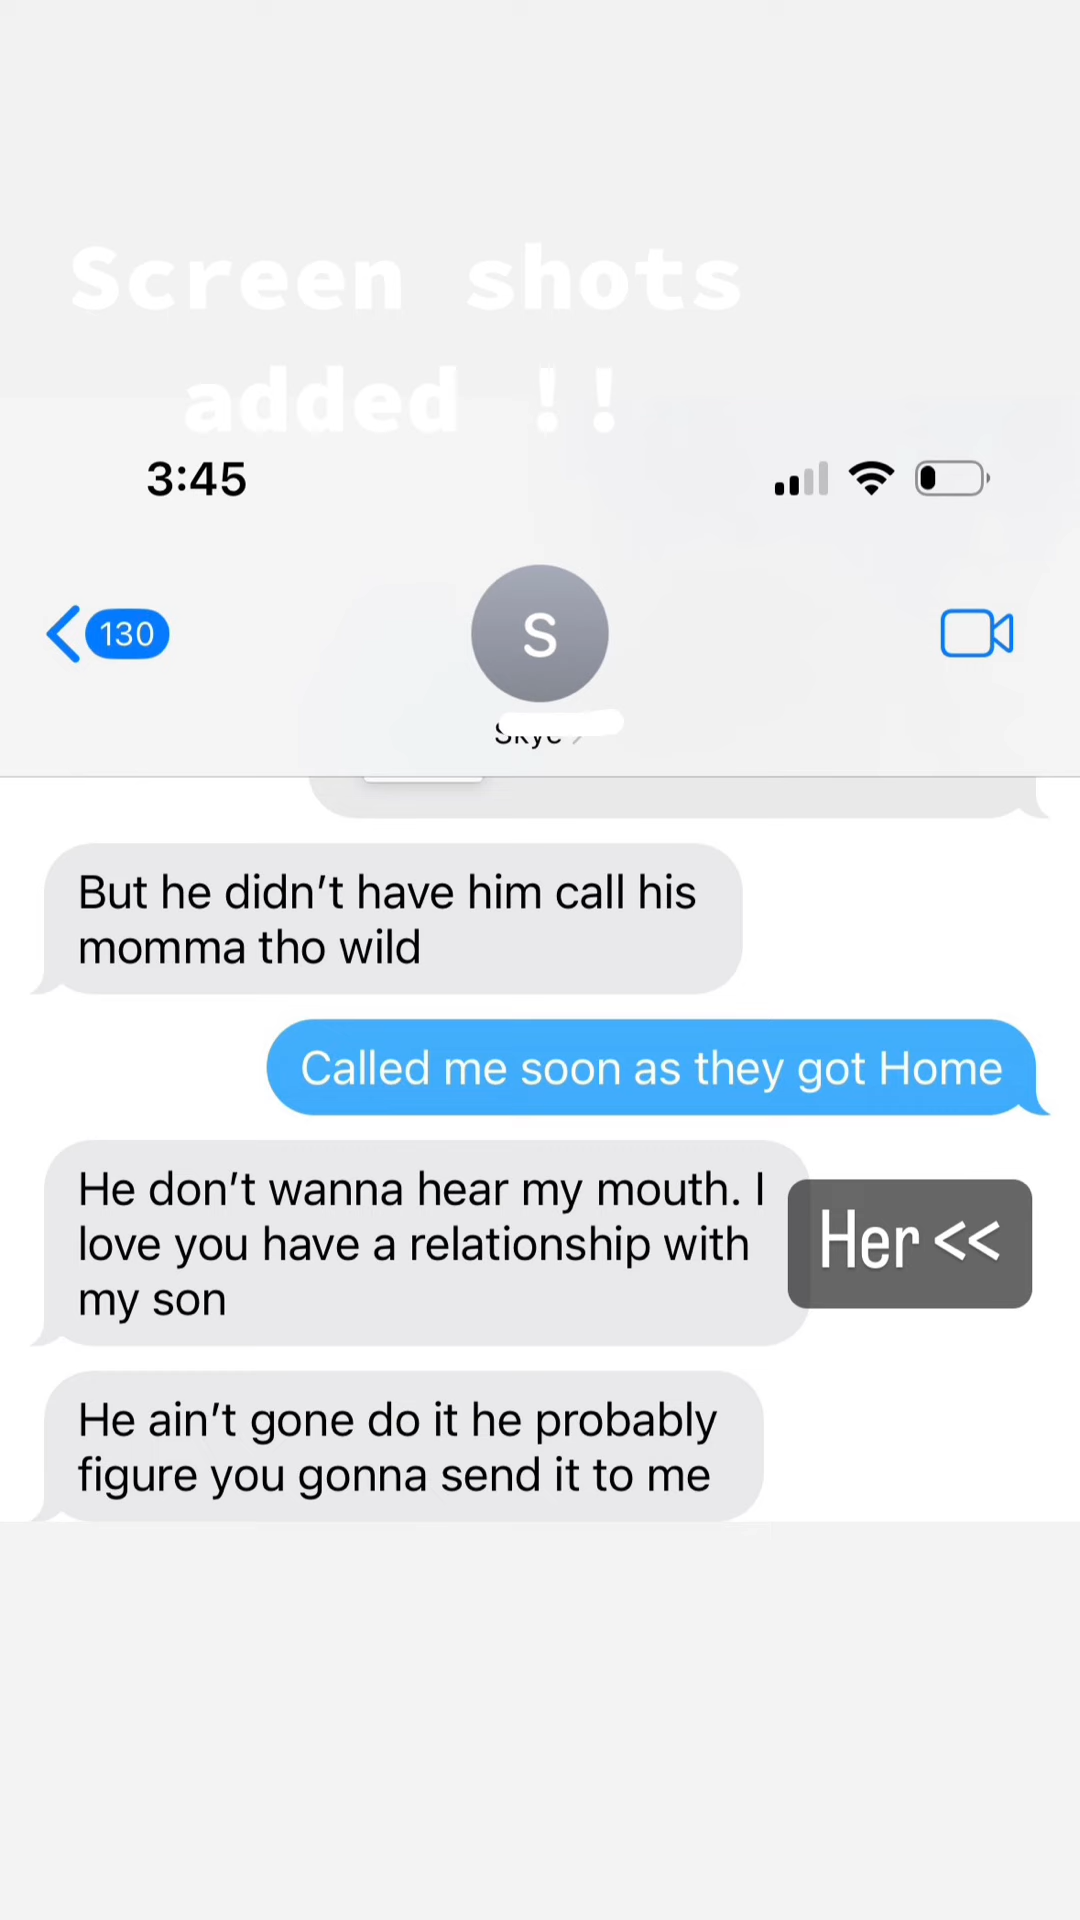 Screen shots
added !!
3:45
130
S
But he didn't have him call his
momma tho wild
Called me soon as they got Home
He don't wanna hear my mouth. I
love you have a relationship with
my son
Her <<
He ain't gone do it he probably
figure you gonna send it to me